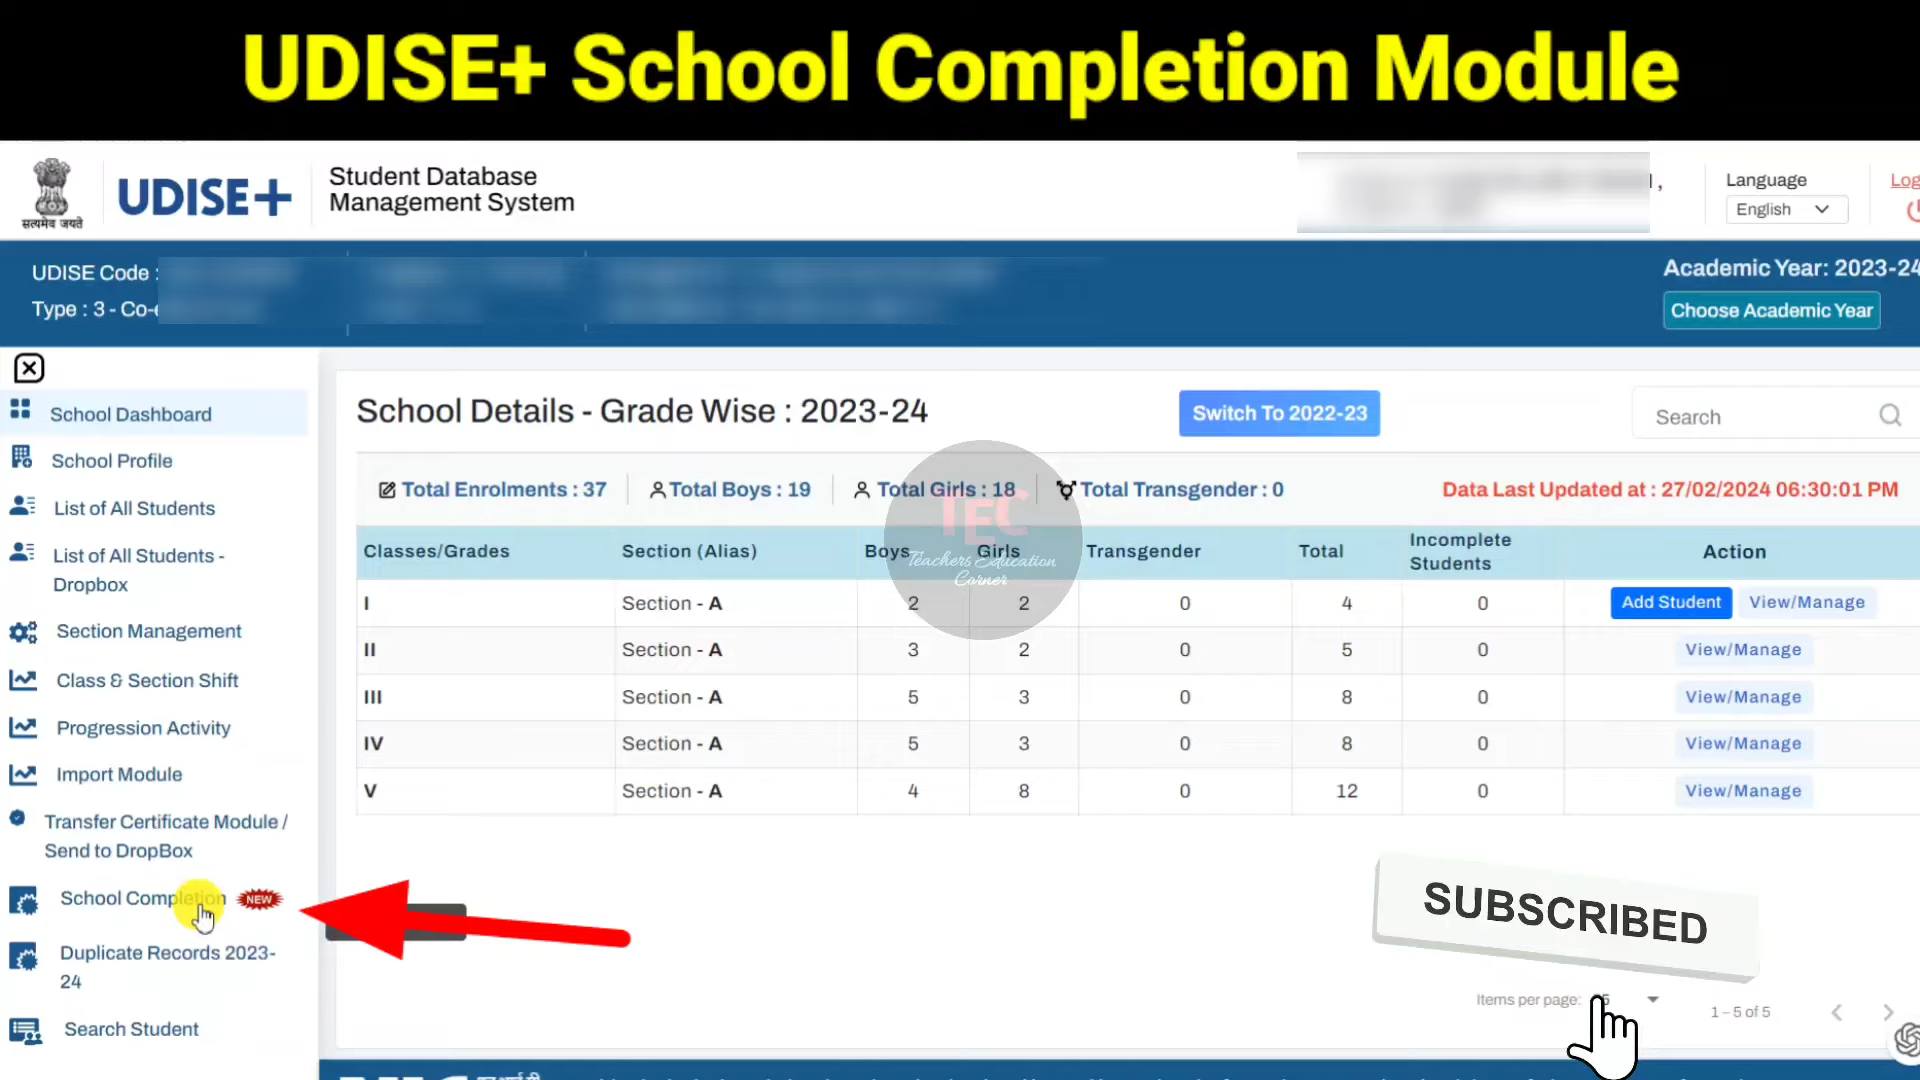 UDISE+ School Completion Module
सत्यमेव जयते
UDISE+
Student Database
Management System
Language
English
UDISE Code :
Type : 3 - Co-
Academic Year: 2023-24
Choose Academic Year
School Dashboard
School Profile
List of All Students
List of All Students -
Dropbox
Section Management
Class & Section Shift
Progression Activity
Import Module
Transfer Certificate Module /
Send to DropBox
School Completion NEW
Duplicate Records 2023-
24
Search Student
School Details - Grade Wise : 2023-24
Switch To 2022-23
Search
Total Enrolments : 37
Total Boys : 19
Total Girls : 18
Total Transgender : 0
Data Last Updated at : 27/02/2024 06:30:01 PM
Classes/Grades Section (Alias) Boys Girls Transgender Total Incomplete Students Action
I Section - A 2 2 0 4 0 Add Student View/Manage
II Section - A 3 2 0 5 0 View/Manage
III Section - A 5 3 0 8 0 View/Manage
IV Section - A 5 3 0 8 0 View/Manage
V Section - A 4 8 0 12 0 View/Manage
TEC
Teachers Education
Corner
SUBSCRIBED
Items per page:
1 – 5 of 5